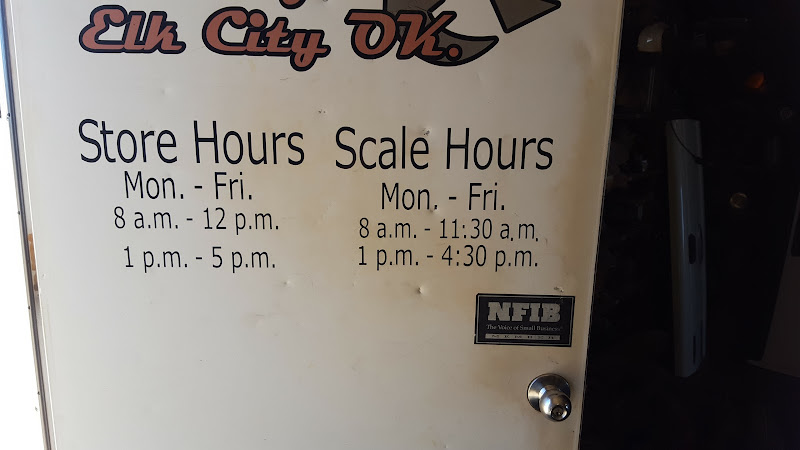 Elk City OK.
Store Hours
Mon. - Fri.
8 a.m. - 12 p.m.
1 p.m. - 5 p.m.
Scale Hours
Mon. - Fri.
8 a.m. - 11:30 a.m.
1 p.m. - 4:30 p.m.
NFIB
The Voice of Small Business
MEMBER